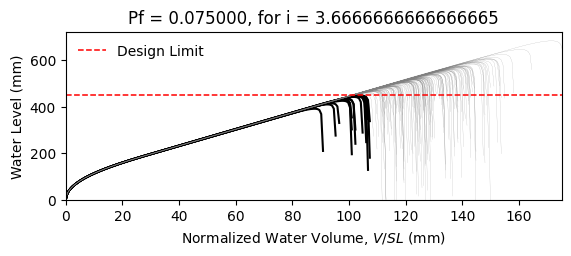 Pf = 0.075000, for i = 3.6666666666666665
Water Level (mm)
600
400
200
0
Design Limit
0 20 40 60 80 100 120 140 160
Normalized Water Volume, V/SL (mm)